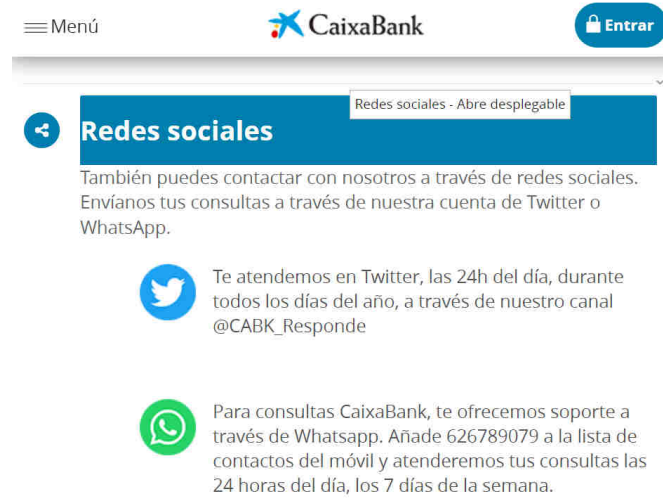 Menú
CaixaBank
Entrar
Redes sociales - Abre desplegable
Redes sociales
También puedes contactar con nosotros a través de redes sociales.
Envíanos tus consultas a través de nuestra cuenta de Twitter o
WhatsApp.
Te atendemos en Twitter, las 24h del día, durante
todos los días del año, a través de nuestro canal
@CABK_Responde
Para consultas CaixaBank, te ofrecemos soporte a
través de Whatsapp. Añade 626789079 a la lista de
contactos del móvil y atenderemos tus consultas las
24 horas del día, los 7 días de la semana.